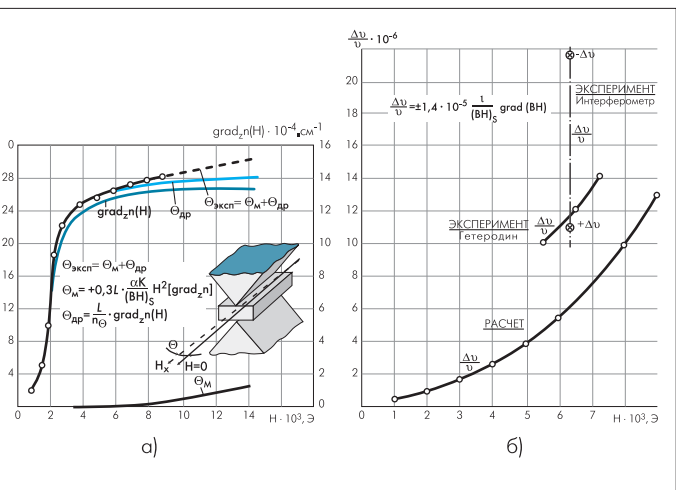 grad_z n(H) · 10⁻⁴ см⁻¹
0
28
24
20
16
12
8
4
16
14
12
10
8
6
4
2
0
grad_z n(H)
Θ_др
Θ_эксп = Θ_м+Θ_др
Θ_эксп = Θ_м+Θ_др
Θ_м = +0,3L · αK/(BH)_S H²[grad_z n]
Θ_др = L/n_Θ · grad_z n(H)
Θ
H_x
H=0
Θ_м
0 2 4 6 8 10 12 14
H · 10³, Э
а)
Δυ/υ · 10⁻⁶
20
18
16
14
12
10
8
6
4
2
Δυ/υ = ±1,4 · 10⁻⁵ ι/(BH)_S grad (BH)
-Δυ
ЭКСПЕРИМЕНТ
Интерферометр
Δυ/υ
ЭКСПЕРИМЕНТ Δυ/υ
Гетеродин
+Δυ
РАСЧЕТ
Δυ/υ
0 1 2 3 4 5 6 7
H · 10³, Э
б)